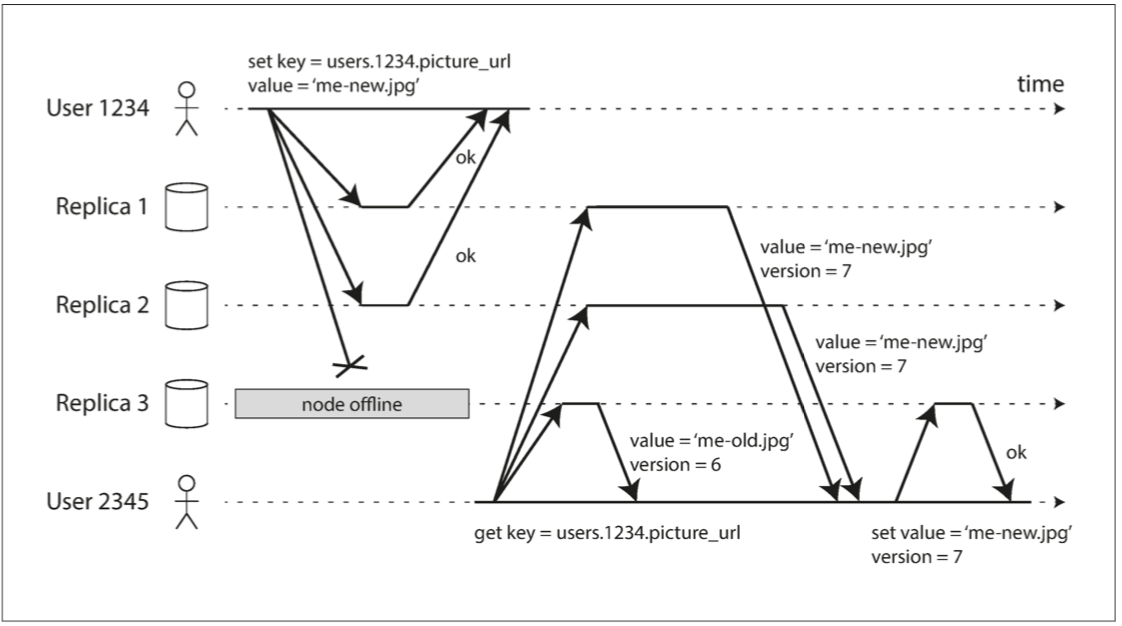 set key = users.1234.picture_url
value = ‘me-new.jpg’
time
User 1234
ok
Replica 1
value = ‘me-new.jpg’
version = 7
ok
Replica 2
value = ‘me-new.jpg’
version = 7
Replica 3
node offline
value = ‘me-old.jpg’
version = 6
ok
User 2345
get key = users.1234.picture_url
set value = ‘me-new.jpg’
version = 7